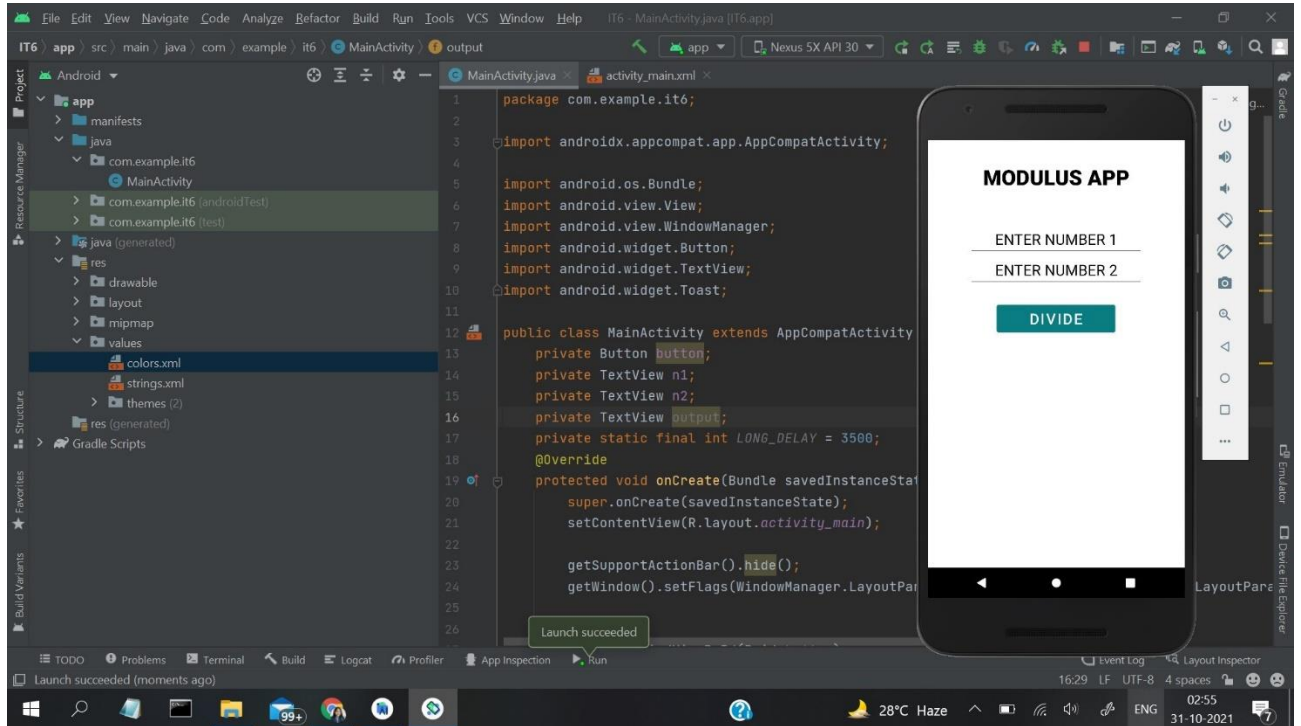 File Edit View Navigate Code Analyze Refactor Build Run Tools VCS Window Help IT6 - MainActivity.java [IT6.app]
IT6 app src main java com example it6 MainActivity output
app Nexus 5X API 30
Android
MainActivity.java activity_main.xml
Project
Resource Manager
Structure
Favorites
Build Variants
app
manifests
java
com.example.it6
MainActivity
com.example.it6 (androidTest)
com.example.it6 (test)
java (generated)
res
drawable
layout
mipmap
values
colors.xml
strings.xml
themes (2)
res (generated)
Gradle Scripts
1 package com.example.it6;
2
3 import androidx.appcompat.app.AppCompatActivity;
4
5 import android.os.Bundle;
6 import android.view.View;
7 import android.view.WindowManager;
8 import android.widget.Button;
9 import android.widget.TextView;
10 import android.widget.Toast;
11
12 public class MainActivity extends AppCompatActivity
13 private Button button;
14 private TextView n1;
15 private TextView n2;
16 private TextView output;
17 private static final int LONG_DELAY = 3500;
18 @Override
19 protected void onCreate(Bundle savedInstanceStat
20 super.onCreate(savedInstanceState);
21 setContentView(R.layout.activity_main);
22
23 getSupportActionBar().hide();
24 getWindow().setFlags(WindowManager.LayoutPar LayoutPara
25
26
Launch succeeded
MODULUS APP
ENTER NUMBER 1
ENTER NUMBER 2
DIVIDE
Gradle
Emulator
Device File Explorer
TODO Problems Terminal Build Logcat Profiler App Inspection Run Event Log Layout Inspector
Launch succeeded (moments ago) 16:29 LF UTF-8 4 spaces
99+ 28°C Haze ENG 02:55
31-10-2021 7